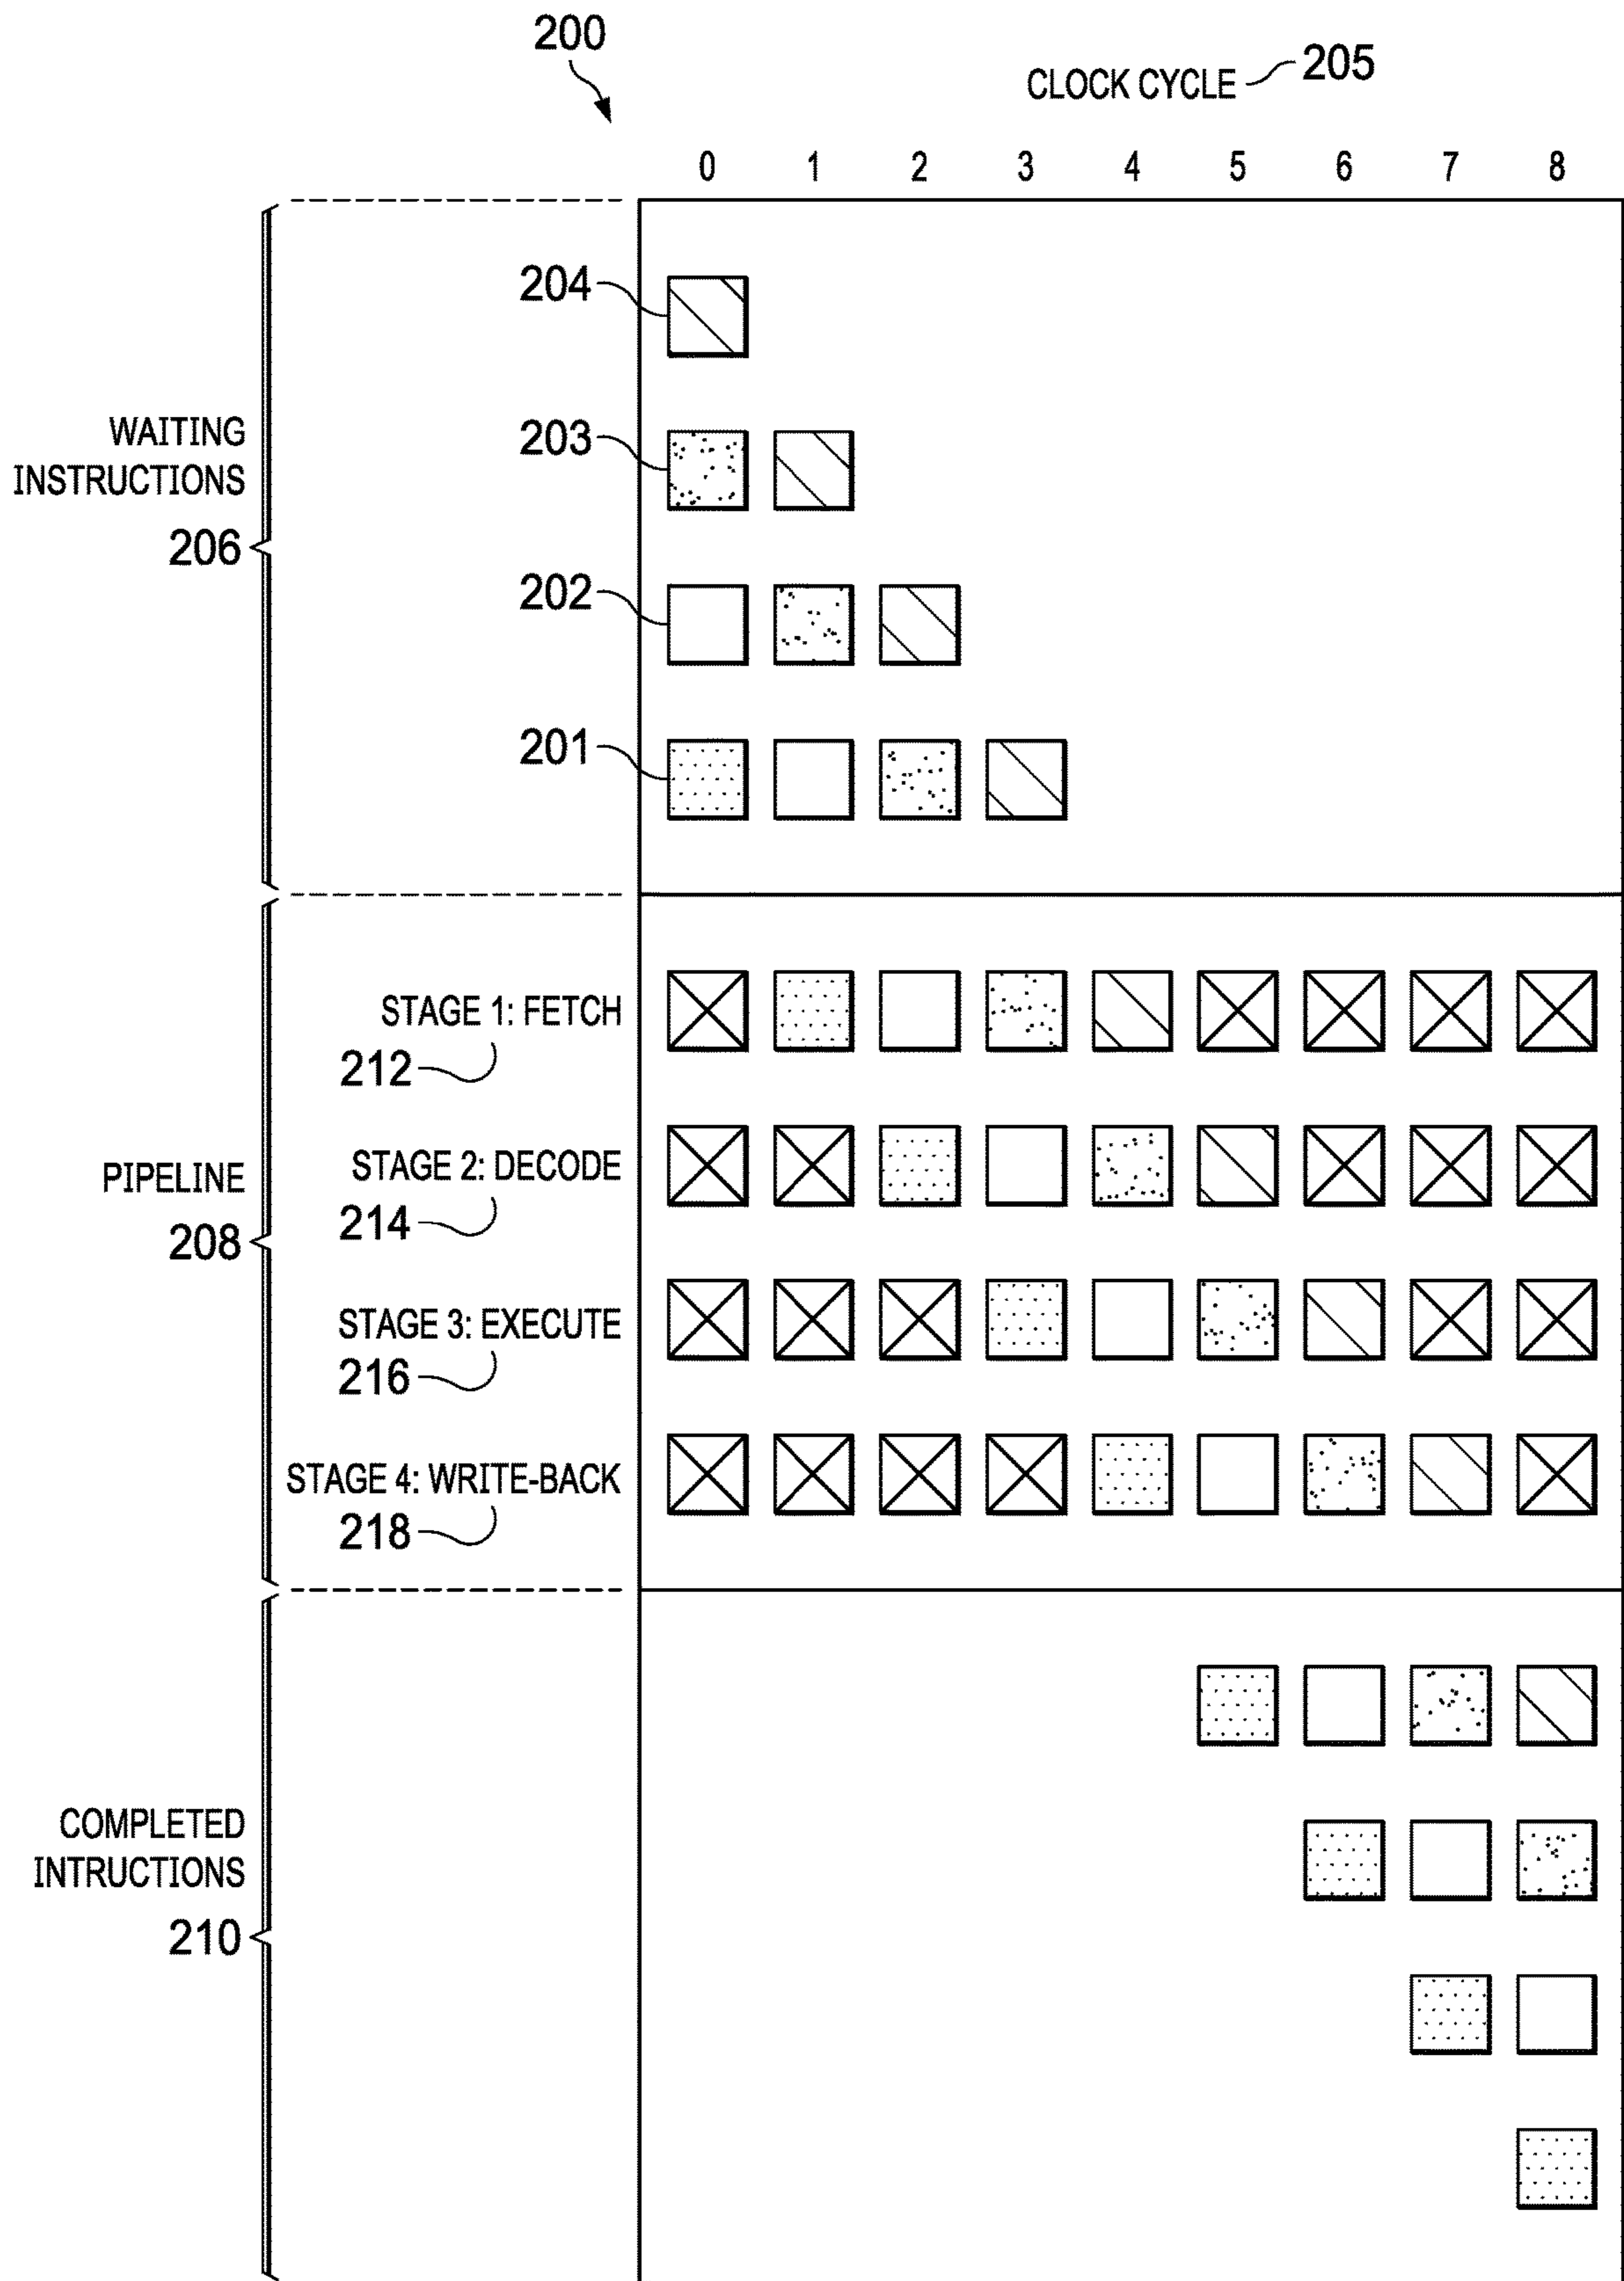 200
CLOCK CYCLE 205
0 1 2 3 4 5 6 7 8
204
203
WAITING
INSTRUCTIONS
206
202
201
STAGE 1: FETCH
212
STAGE 2: DECODE
214
PIPELINE
208
STAGE 3: EXECUTE
216
STAGE 4: WRITE-BACK
218
COMPLETED
INTRUCTIONS
210